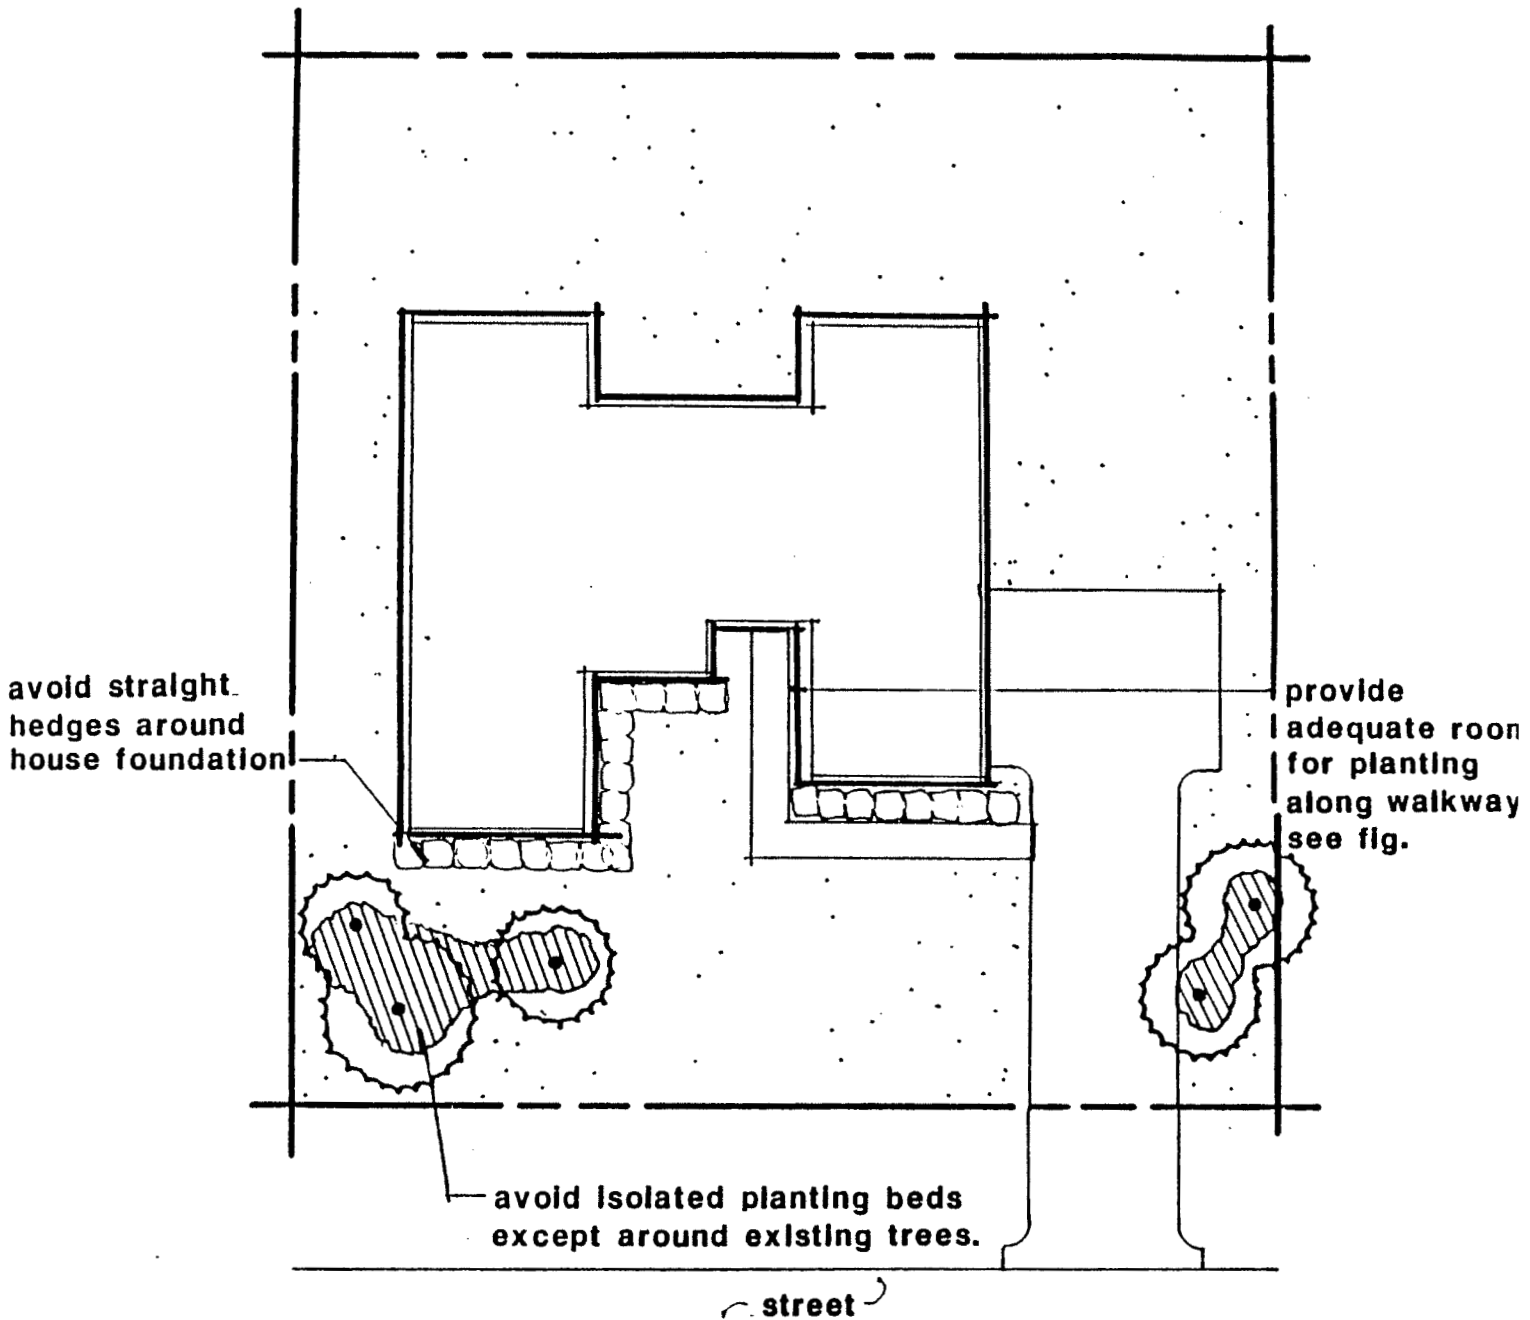 avoid straight
hedges around
house foundation
provide
adequate room
for planting
along walkway
see fig.
avoid isolated planting beds
except around existing trees.
street